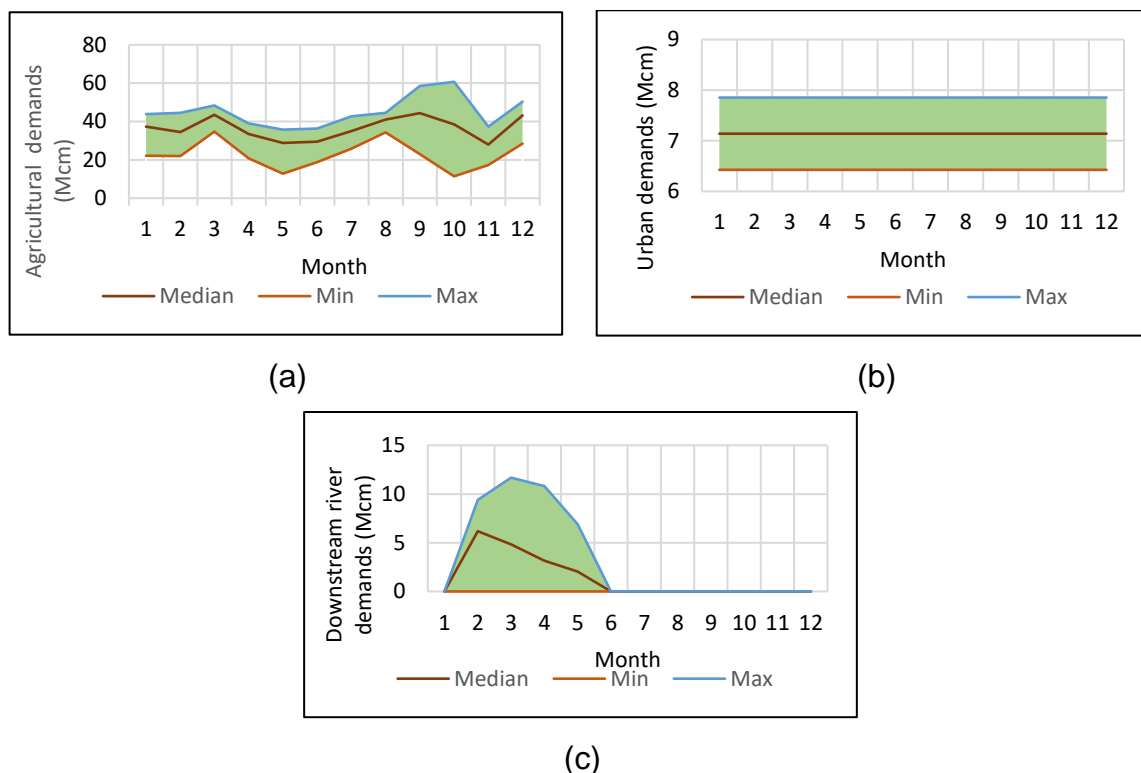 Agricultural demands
(Mcm)
80
60
40
20
0
1 2 3 4 5 6 7 8 9 10 11 12
Month
Median Min Max
(a)
Urban demands (Mcm)
9
8
7
6
1 2 3 4 5 6 7 8 9 10 11 12
Month
Median Min Max
(b)
Downstream river
demands (Mcm)
15
10
5
0
1 2 3 4 5 6 7 8 9 10 11 12
Month
Median Min Max
(c)